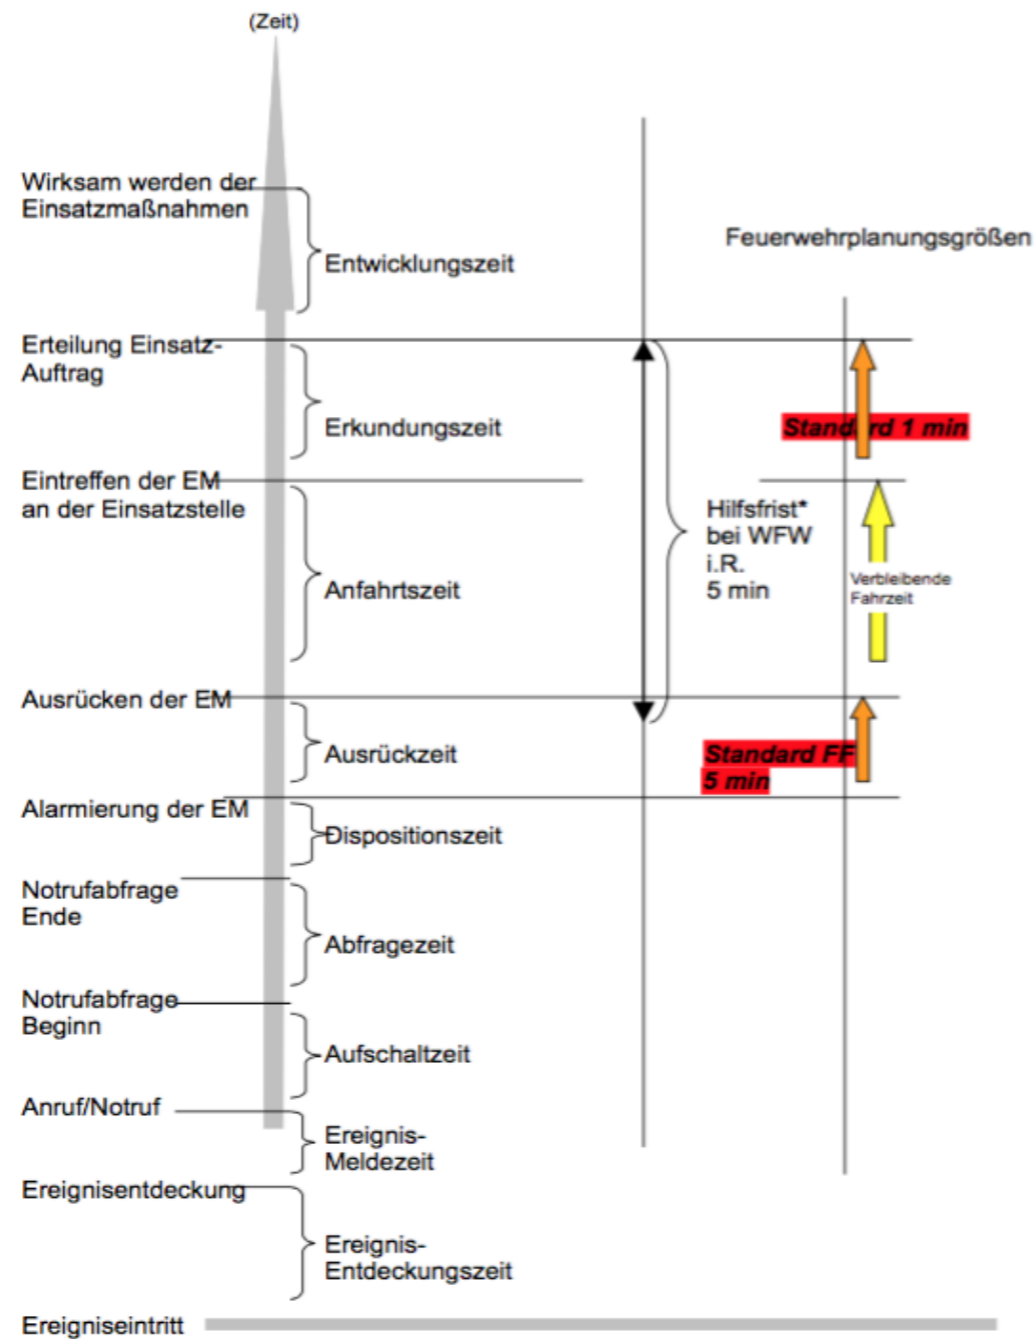 (Zeit)
Wirksam werden der
Einsatzmaßnahmen
Feuerwehrplanungsgrößen
Entwicklungszeit
Erteilung Einsatz-
Auftrag
Erkundungszeit
Standard 1 min
Eintreffen der EM
an der Einsatzstelle
Hilfsfrist*
bei WFW
i.R.
5 min
Anfahrtszeit
Verbleibende
Fahrzeit
Ausrücken der EM
Ausrückzeit
Standard FF
5 min
Alarmierung der EM
Dispositionszeit
Notrufabfrage
Ende
Abfragezeit
Notrufabfrage
Beginn
Aufschaltzeit
Anruf/Notruf
Ereignis-
Meldezeit
Ereignisentdeckung
Ereignis-
Entdeckungszeit
Ereigniseintritt